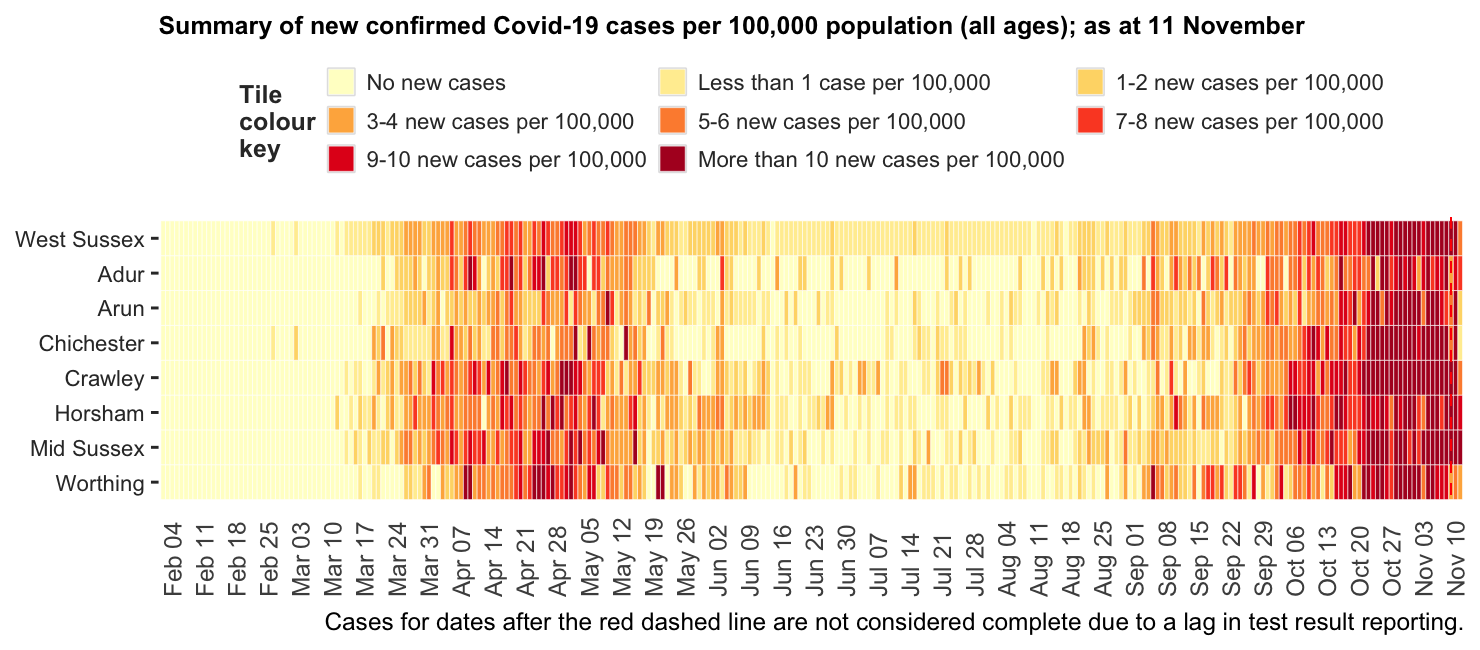 Summary of new confirmed Covid-19 cases per 100,000 population (all ages); as at 11 November
Tile
colour
key
No new cases
Less than 1 case per 100,000
1-2 new cases per 100,000
3-4 new cases per 100,000
5-6 new cases per 100,000
7-8 new cases per 100,000
9-10 new cases per 100,000
More than 10 new cases per 100,000
West Sussex
Adur
Arun
Chichester
Crawley
Horsham
Mid Sussex
Worthing
Feb 04
Feb 11
Feb 18
Feb 25
Mar 03
Mar 10
Mar 17
Mar 24
Mar 31
Apr 07
Apr 14
Apr 21
Apr 28
May 05
May 12
May 19
May 26
Jun 02
Jun 09
Jun 16
Jun 23
Jun 30
Jul 07
Jul 14
Jul 21
Jul 28
Aug 04
Aug 11
Aug 18
Aug 25
Sep 01
Sep 08
Sep 15
Sep 22
Sep 29
Oct 06
Oct 13
Oct 20
Oct 27
Nov 03
Nov 10
Cases for dates after the red dashed line are not considered complete due to a lag in test result reporting.